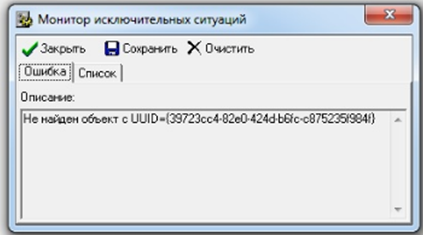 Монитор исключительных ситуаций
Закрыть Сохранить Очистить
Ошибка Список
Описание:
Не найден объект с UUID={39723cc4-82e0-424d-b6fc-c875235f984f}